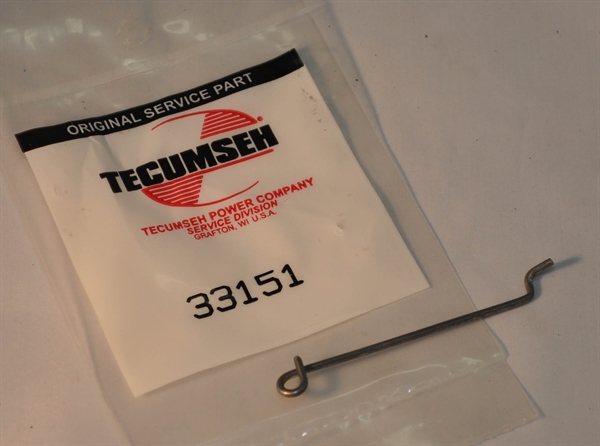 ORIGINAL SERVICE PART
TECUMSEH®
TECUMSEH POWER COMPANY
SERVICE DIVISION
GRAFTON, WI U.S.A.
33151